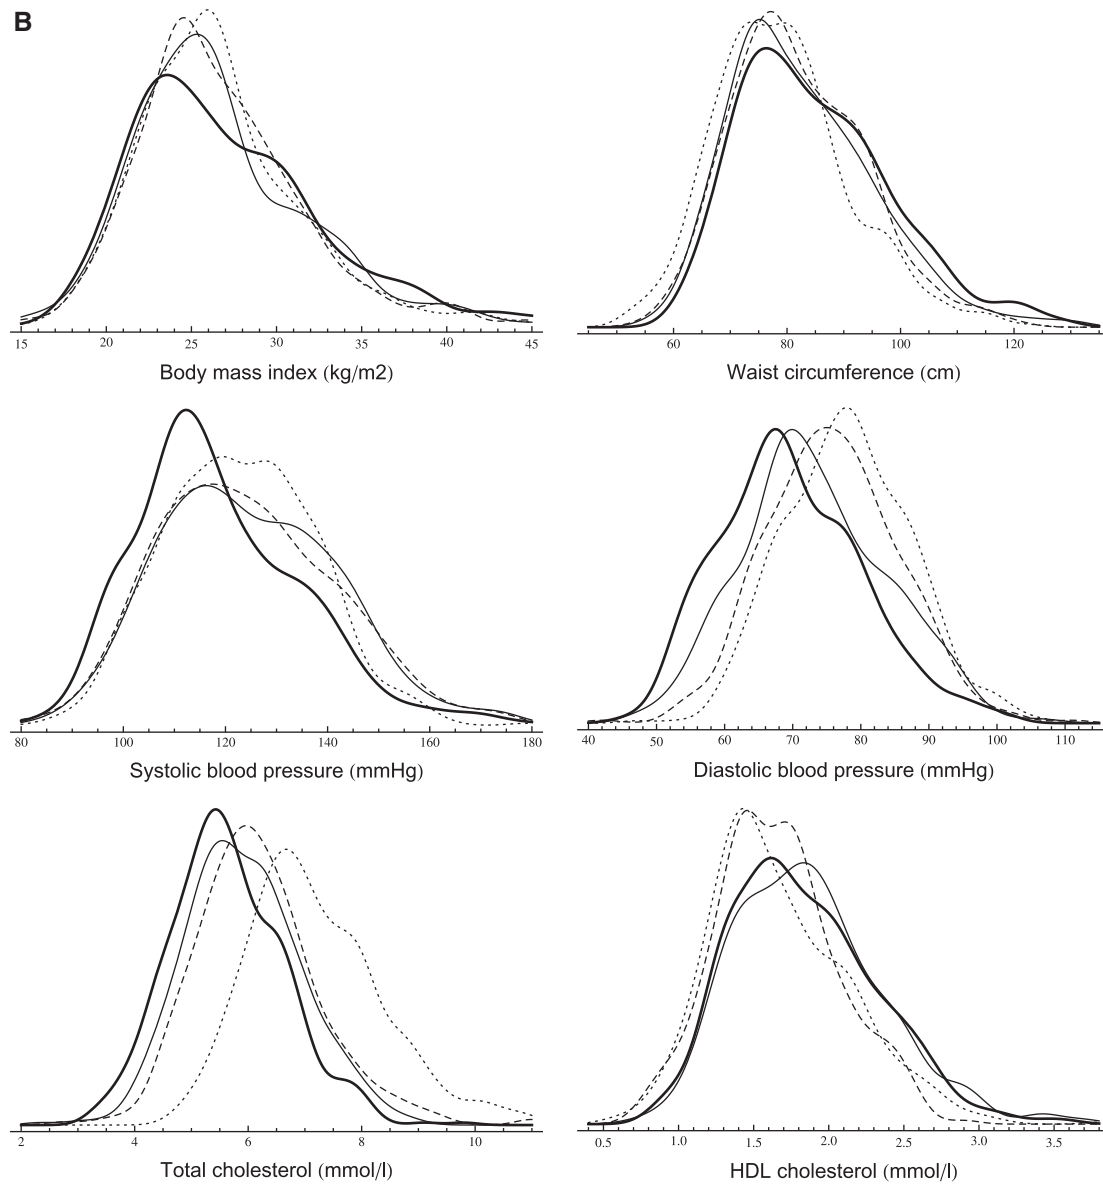 B
15 20 25 30 35 40 45
60 80 100 120
Body mass index (kg/m2)
Waist circumference (cm)
80 100 120 140 160 180
40 50 60 70 80 90 100 110
Systolic blood pressure (mmHg)
Diastolic blood pressure (mmHg)
2 4 6 8 10
0.5 1.0 1.5 2.0 2.5 3.0 3.5
Total cholesterol (mmol/l)
HDL cholesterol (mmol/l)